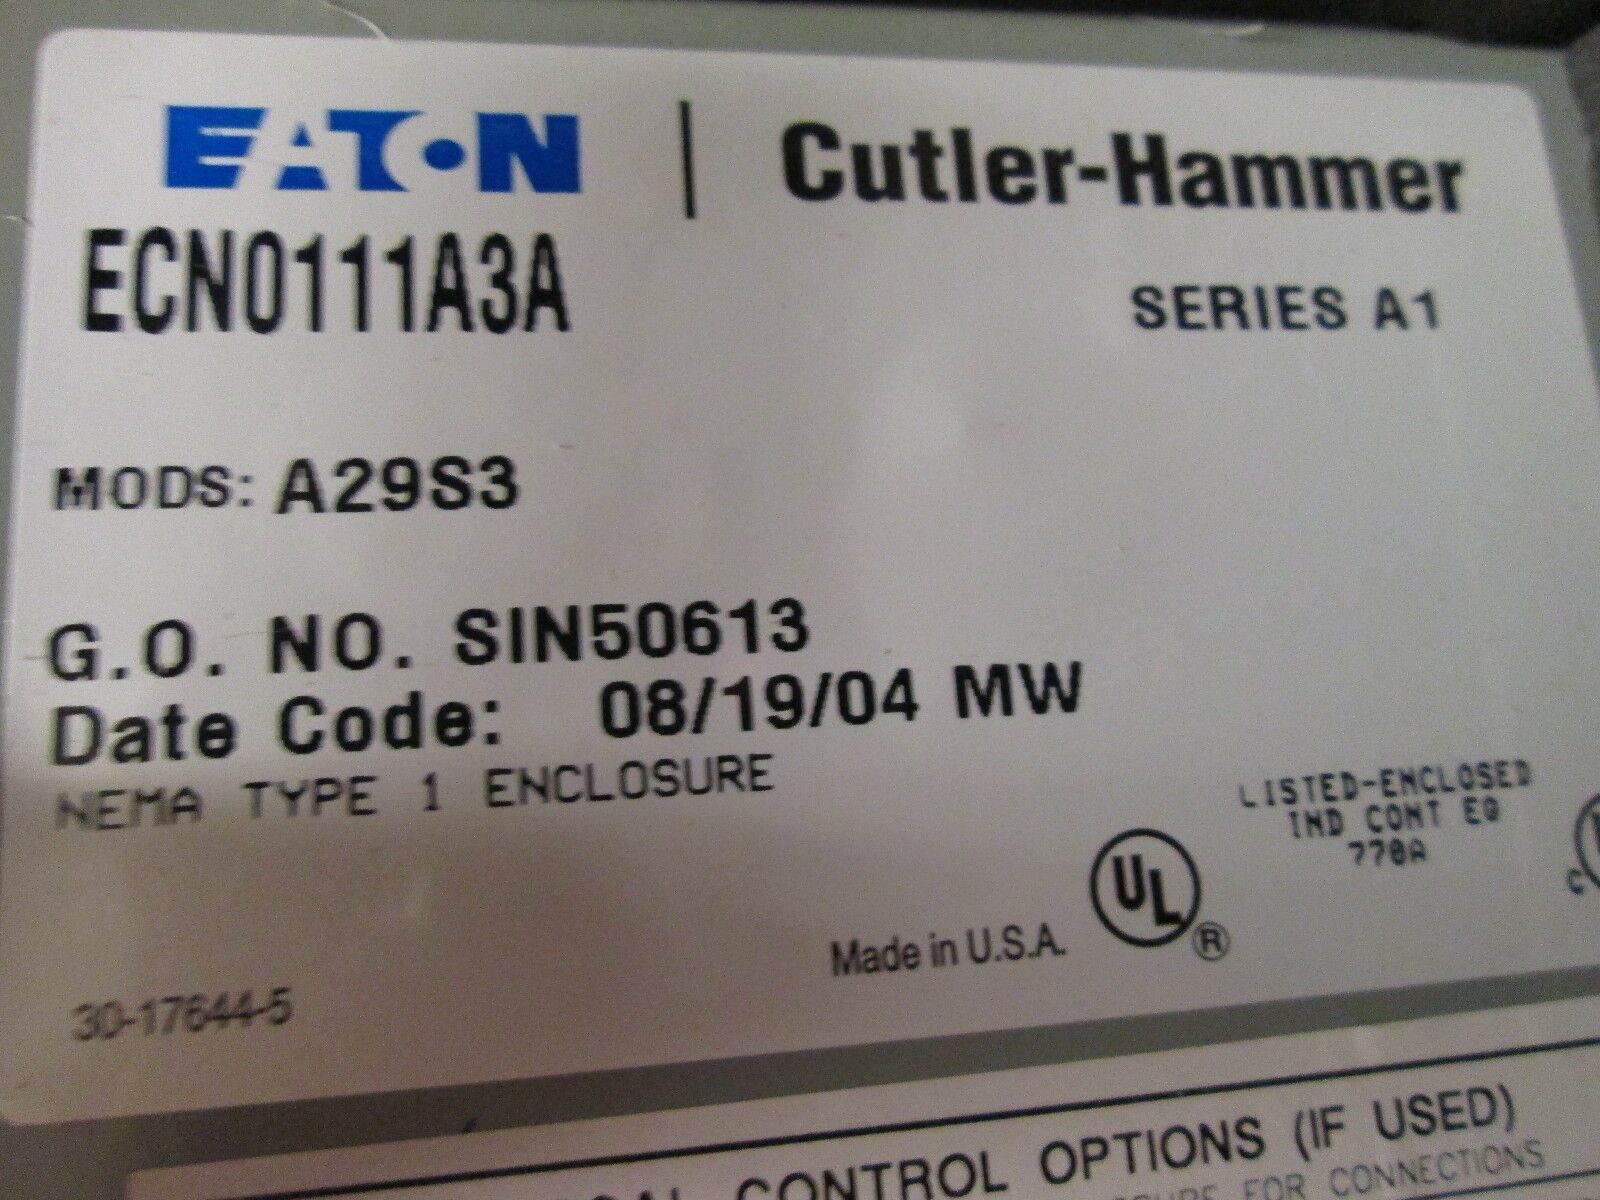 EATON | Cutler-Hammer
ECN0111A3A
SERIES A1
MODS: A29S3
G.O. NO. SIN50613
Date Code: 08/19/04 MW
NEMA TYPE 1 ENCLOSURE
LISTED-ENCLOSED
IND CONT EQ
770A
UL ®
C
Made in U.S.A.
30-17644-5
CONTROL OPTIONS (IF USED)
FOR CONNECTIONS